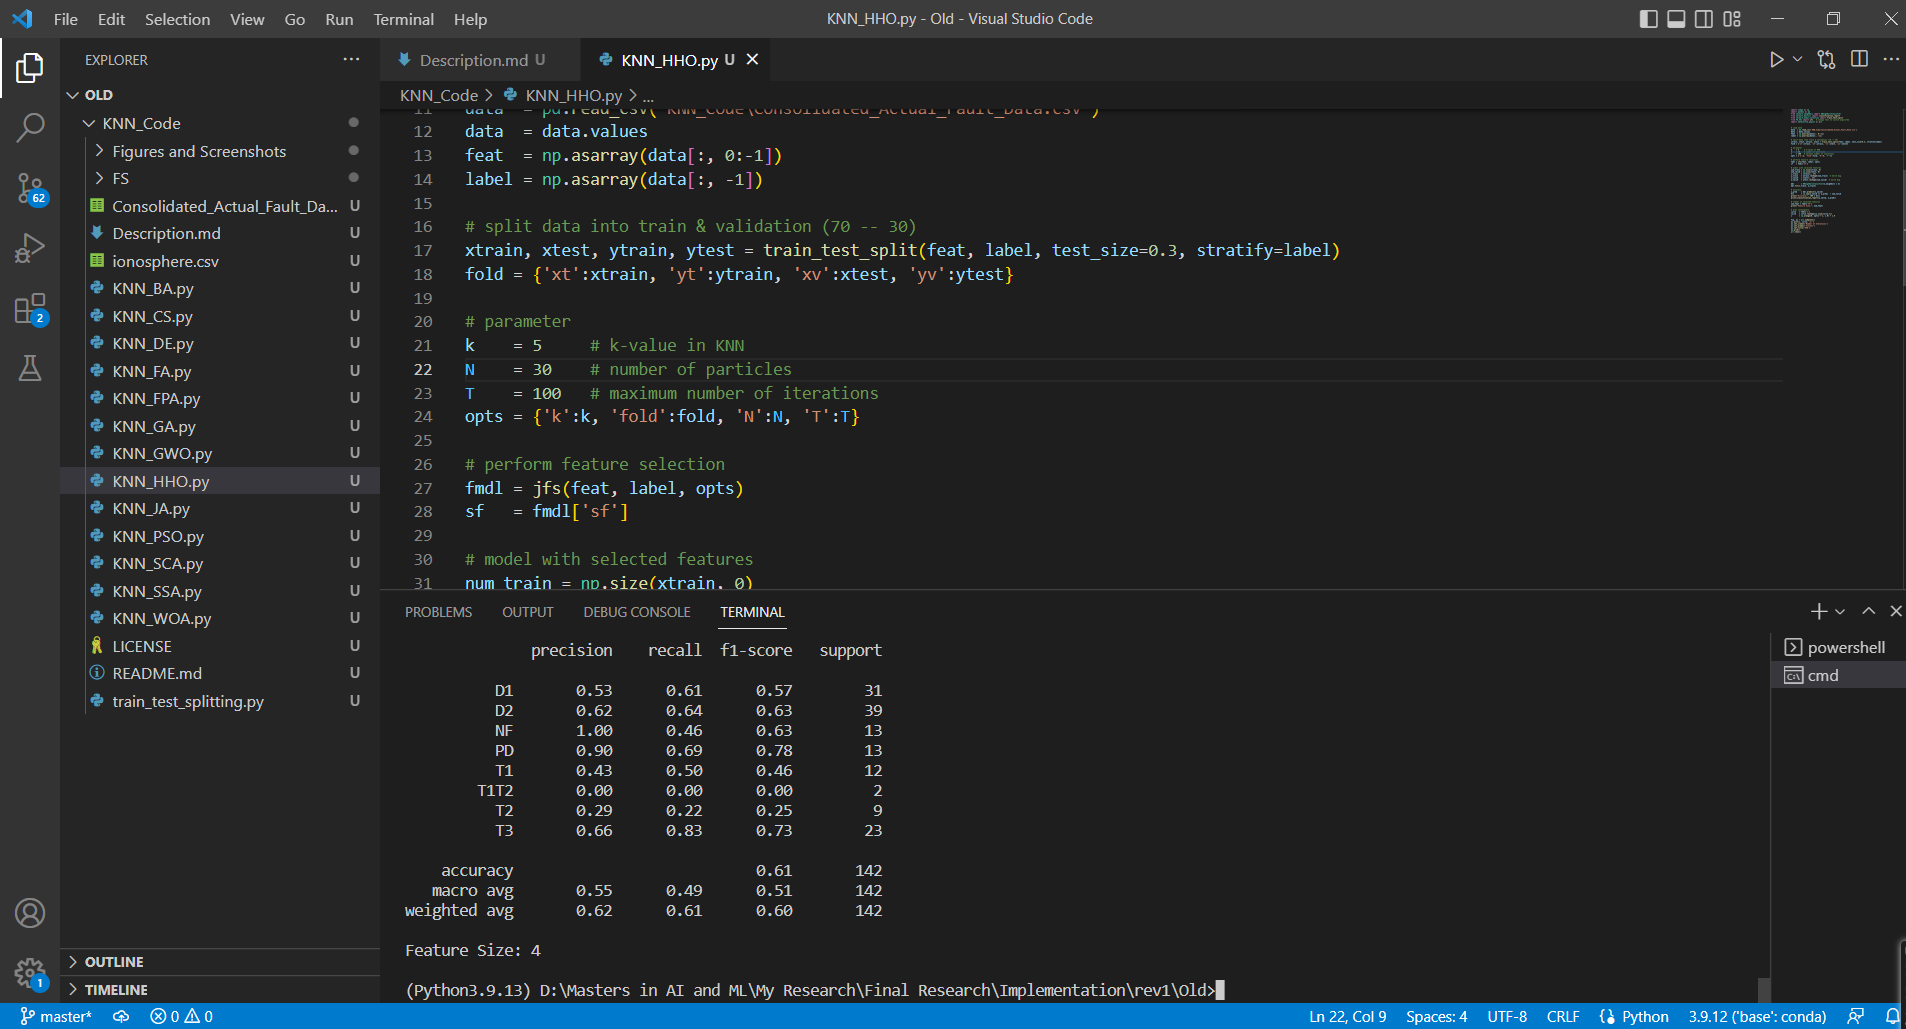 File Edit Selection View Go Run Terminal Help
KNN_HHO.py - Old - Visual Studio Code
EXPLORER
OLD
KNN_Code
Figures and Screenshots
FS
Consolidated_Actual_Fault_Da... U
Description.md U
ionosphere.csv U
KNN_BA.py U
KNN_CS.py U
KNN_DE.py U
KNN_FA.py U
KNN_FPA.py U
KNN_GA.py U
KNN_GWO.py U
KNN_HHO.py U
KNN_JA.py U
KNN_PSO.py U
KNN_SCA.py U
KNN_SSA.py U
KNN_WOA.py U
LICENSE U
README.md U
train_test_splitting.py U
OUTLINE
TIMELINE
62
2
1
Description.md U
KNN_HHO.py U
KNN_Code > KNN_HHO.py > ...
11 data = pd.read_csv('KNN_Code\Consolidated_Actual_Fault_Data.csv')
12 data = data.values
13 feat = np.asarray(data[:, 0:-1])
14 label = np.asarray(data[:, -1])
15
16 # split data into train & validation (70 -- 30)
17 xtrain, xtest, ytrain, ytest = train_test_split(feat, label, test_size=0.3, stratify=label)
18 fold = {'xt':xtrain, 'yt':ytrain, 'xv':xtest, 'yv':ytest}
19
20 # parameter
21 k = 5 # k-value in KNN
22 N = 30 # number of particles
23 T = 100 # maximum number of iterations
24 opts = {'k':k, 'fold':fold, 'N':N, 'T':T}
25
26 # perform feature selection
27 fmdl = jfs(feat, label, opts)
28 sf = fmdl['sf']
29
30 # model with selected features
31 num_train = np.size(xtrain, 0)
PROBLEMS OUTPUT DEBUG CONSOLE TERMINAL
precision recall f1-score support
D1 0.53 0.61 0.57 31
D2 0.62 0.64 0.63 39
NF 1.00 0.46 0.63 13
PD 0.90 0.69 0.78 13
T1 0.43 0.50 0.46 12
T1T2 0.00 0.00 0.00 2
T2 0.29 0.22 0.25 9
T3 0.66 0.83 0.73 23
accuracy 0.61 142
macro avg 0.55 0.49 0.51 142
weighted avg 0.62 0.61 0.60 142
Feature Size: 4
(Python3.9.13) D:\Masters in AI and ML\My Research\Final Research\Implementation\rev1\Old>
powershell
cmd
master* 0 0
Ln 22, Col 9 Spaces: 4 UTF-8 CRLF Python 3.9.12 ('base': conda)